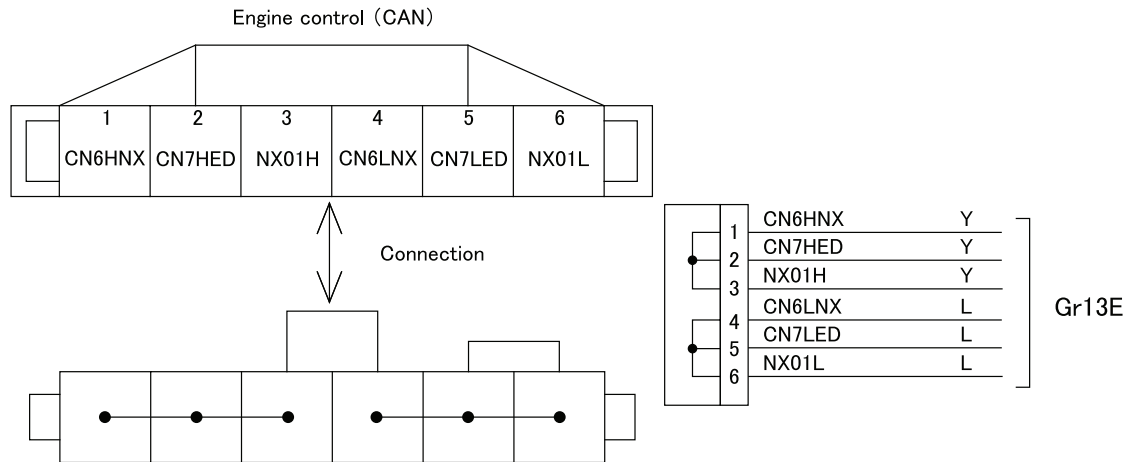 Engine control (CAN)
1 2 3 4 5 6
CN6HNX CN7HED NX01H CN6LNX CN7LED NX01L
Connection
1 CN6HNX Y
2 CN7HED Y
3 NX01H Y
4 CN6LNX L
5 CN7LED L
6 NX01L L
Gr13E